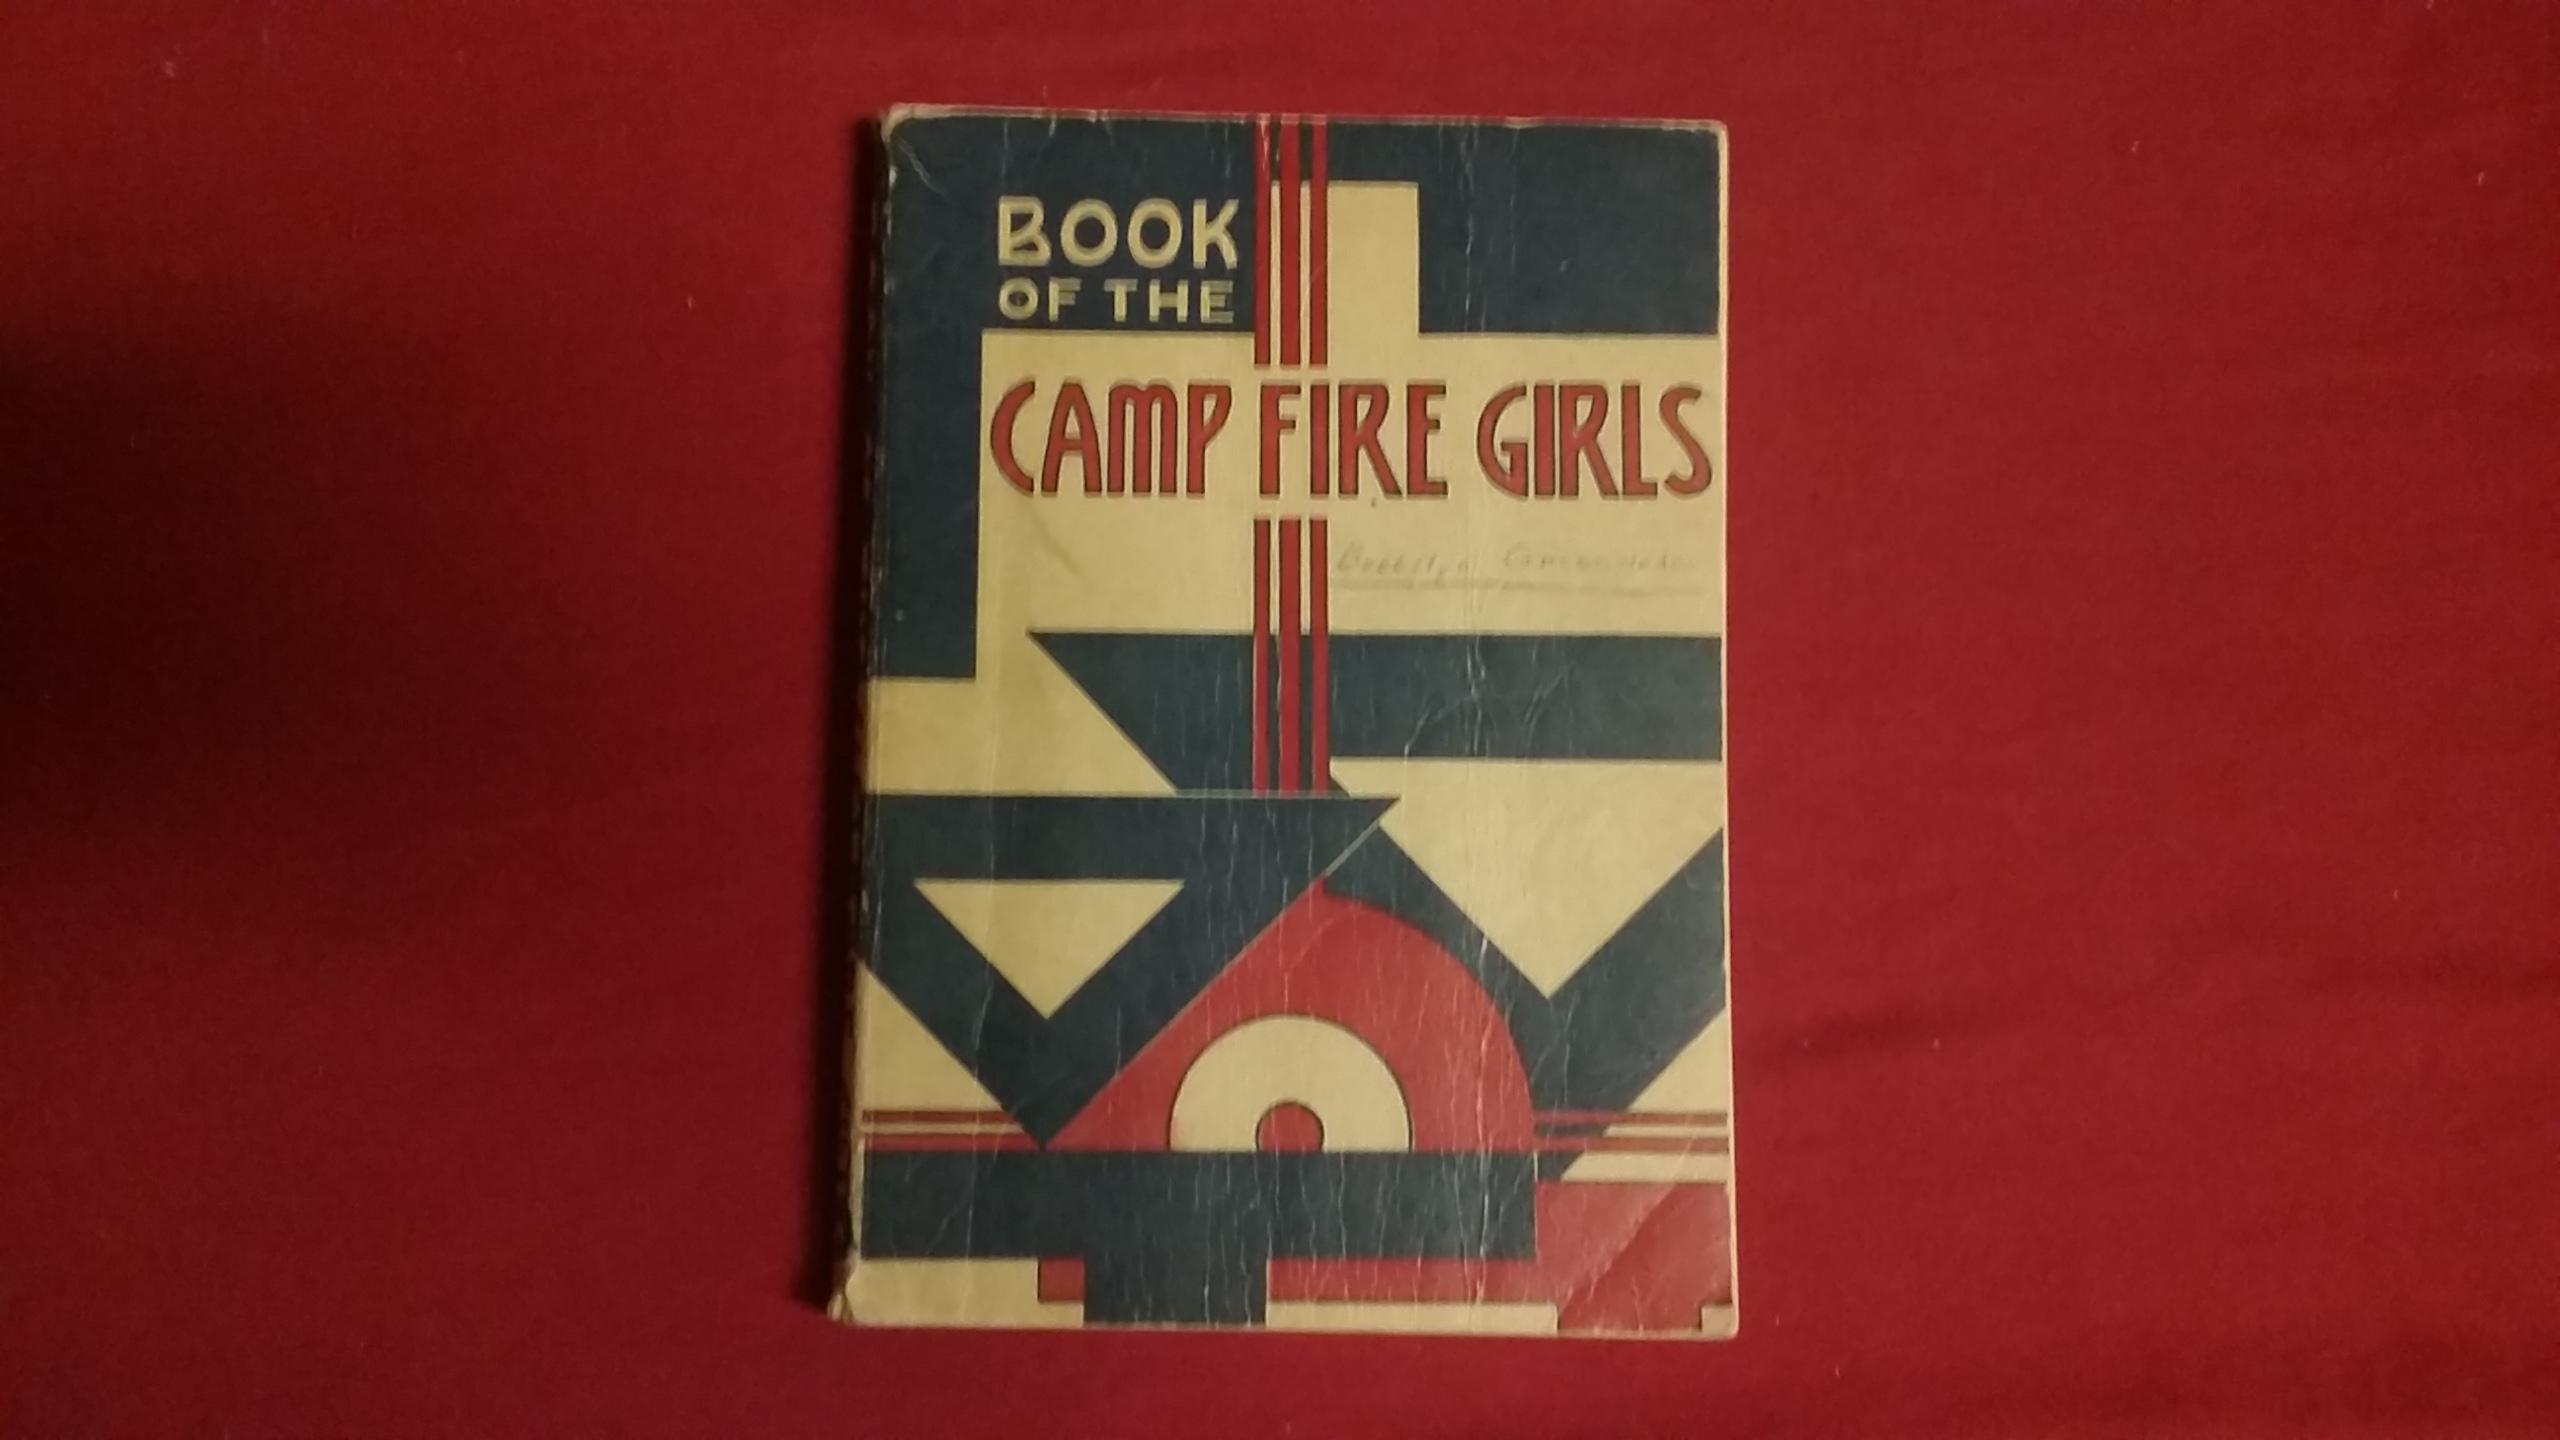 BOOK
OF THE
CAMP FIRE GIRLS